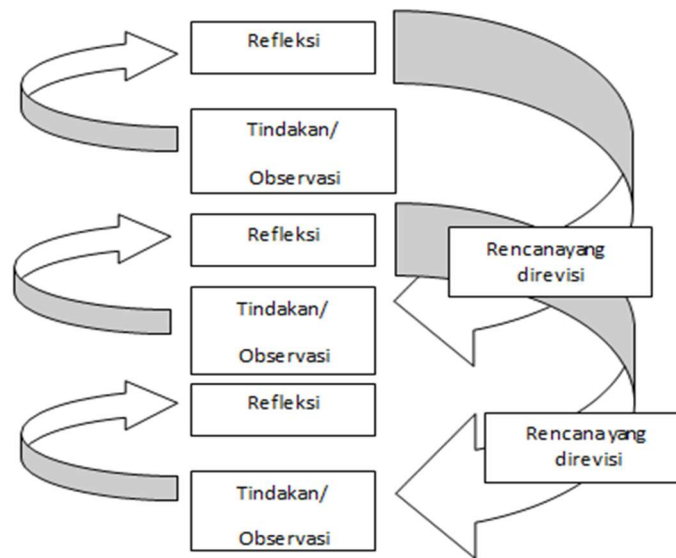 Refleksi
Tindakan/
Observasi
Refleksi
Rencanayang
direvisi
Tindakan/
Observasi
Refleksi
Rencanayang
direvisi
Tindakan/
Observasi